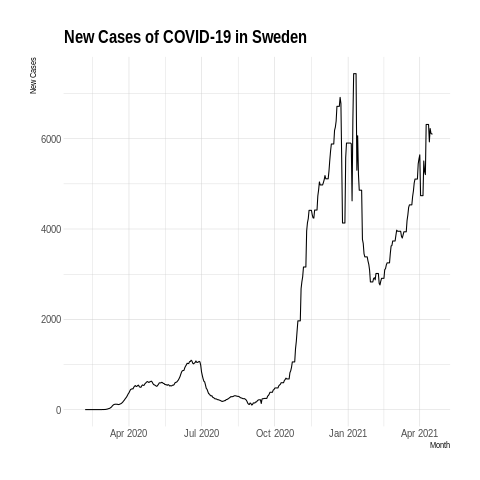 New Cases of COVID-19 in Sweden
New Cases
6000
4000
2000
0
Apr 2020 Jul 2020 Oct 2020 Jan 2021 Apr 2021
Month